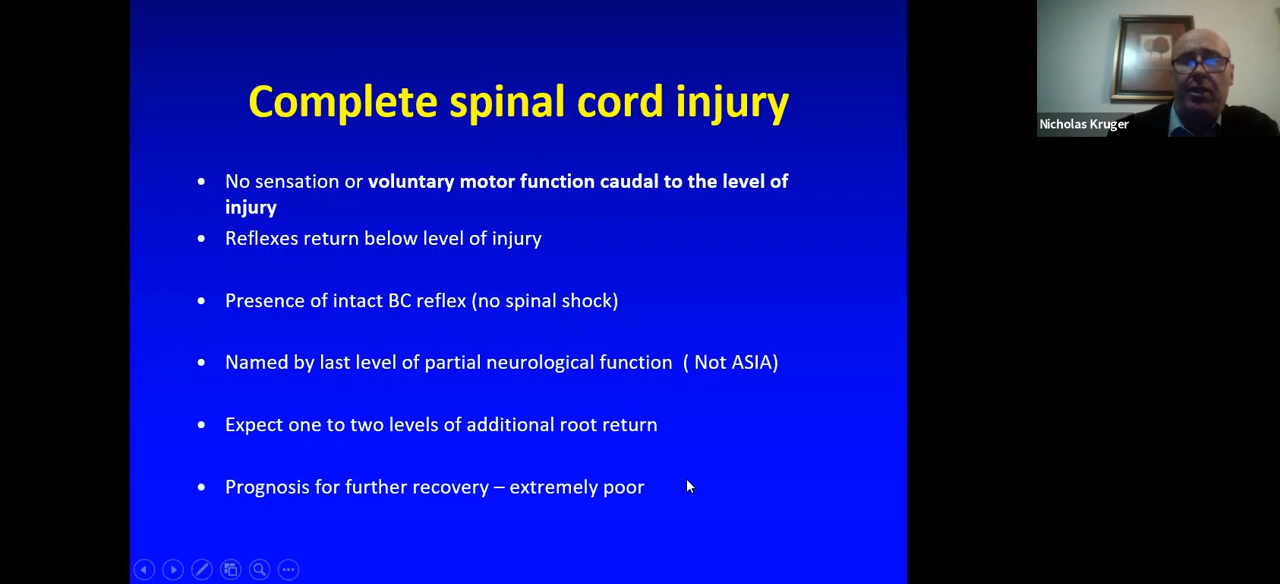 Complete spinal cord injury
• No sensation or voluntary motor function caudal to the level of
injury
• Reflexes return below level of injury
• Presence of intact BC reflex (no spinal shock)
• Named by last level of partial neurological function ( Not ASIA)
• Expect one to two levels of additional root return
• Prognosis for further recovery – extremely poor
Nicholas Kruger